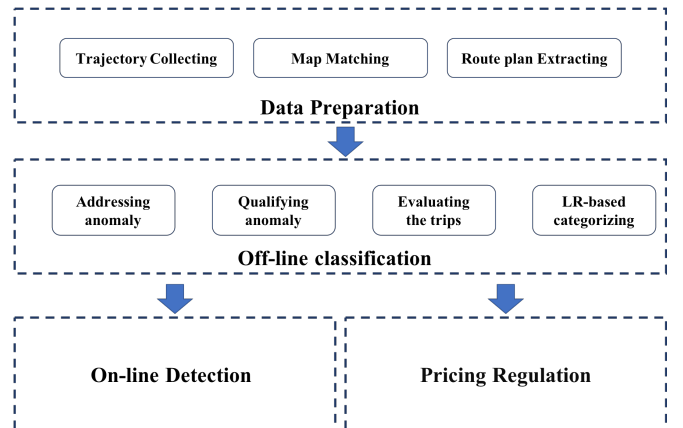 Trajectory Collecting
Map Matching
Route plan Extracting
Data Preparation
Addressing
anomaly
Qualifying
anomaly
Evaluating
the trips
LR-based
categorizing
Off-line classification
On-line Detection
Pricing Regulation